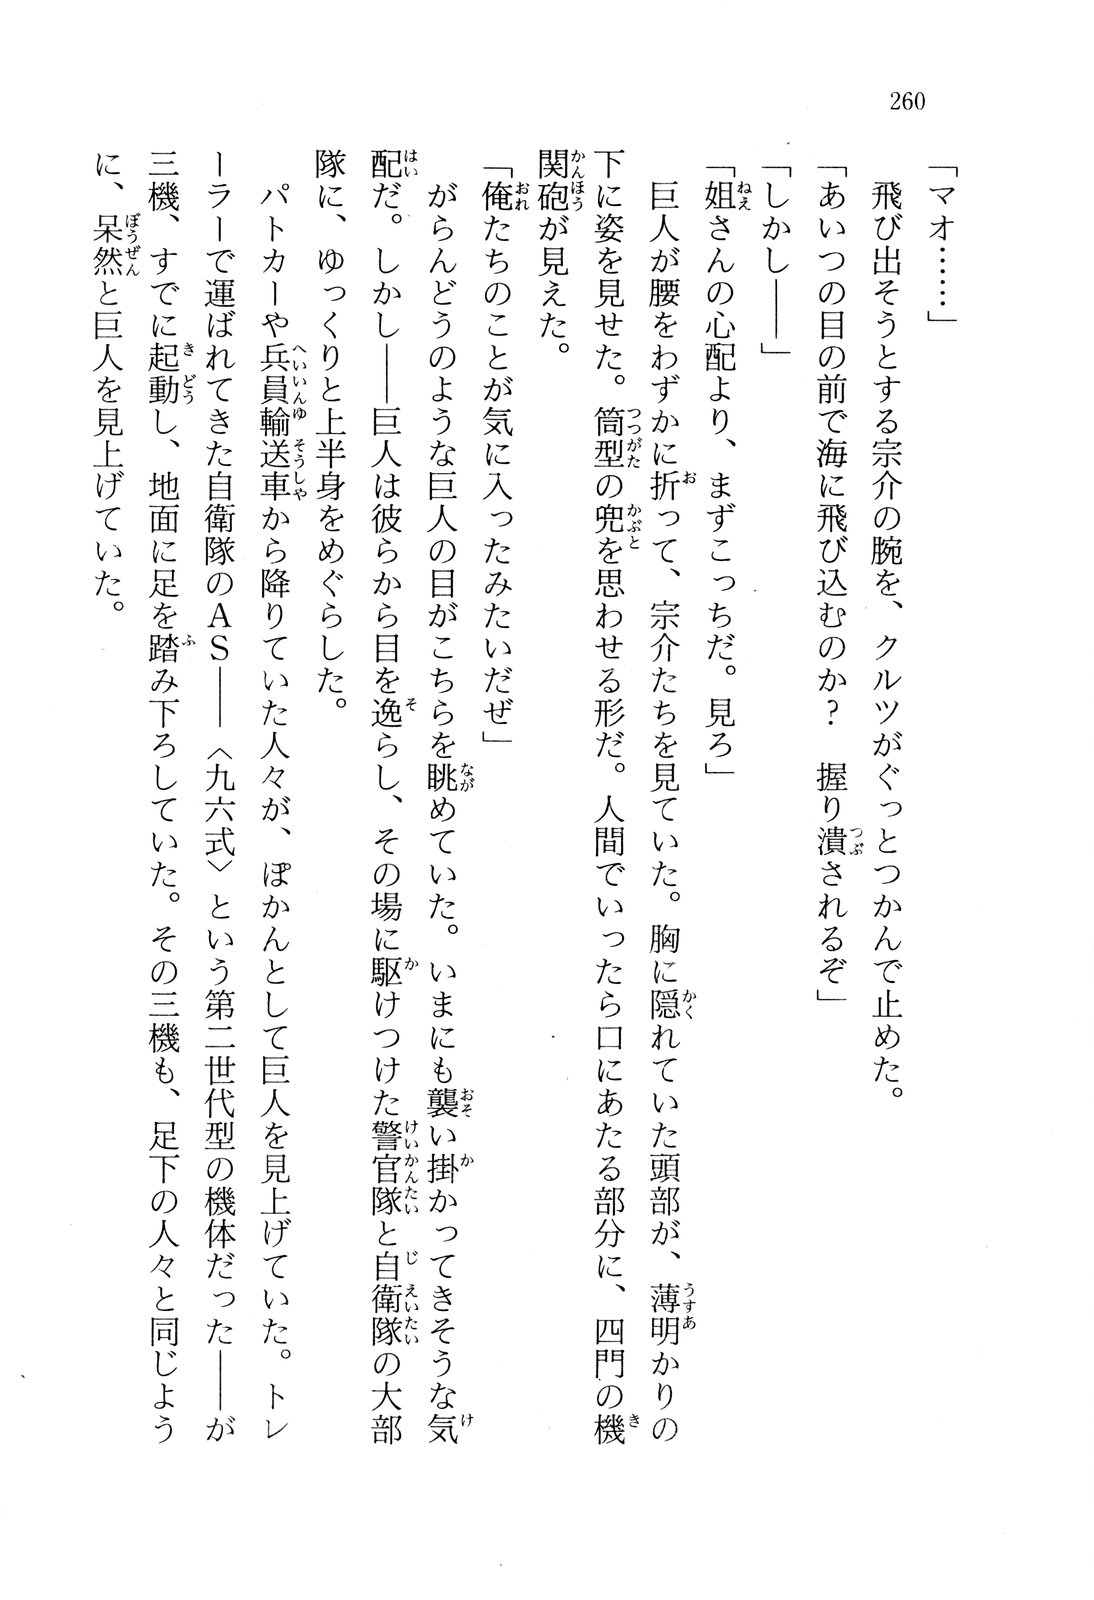 260
「マオ……」
　飛び出そうとする宗介の腕を、クルツがぐっとつかんで止めた。
「あいつの目の前で海に飛び込むのか？　握り潰されるぞ」
「しかし――」
「姐さんの心配より、まずこっちだ。見ろ」
　巨人が腰をわずかに折って、宗介たちを見ていた。胸に隠れていた頭部が、薄明かりの
下に姿を見せた。筒型の兜を思わせる形だ。人間でいったら口にあたる部分に、四門の機
関砲が見えた。
「俺たちのことが気に入ったみたいだぜ」
　がらんどうのような巨人の目がこちらを眺めていた。いまにも襲い掛かってきそうな気
配だ。しかし――巨人は彼らから目を逸らし、その場に駆けつけた警官隊と自衛隊の大部
隊に、ゆっくりと上半身をめぐらした。
　パトカーや兵員輸送車から降りていた人々が、ぽかんとして巨人を見上げていた。トレ
ーラーで運ばれてきた自衛隊のＡＳ――〈九六式〉という第二世代型の機体だった――が
三機、すでに起動し、地面に足を踏み下ろしていた。その三機も、足下の人々と同じよう
に、呆然と巨人を見上げていた。